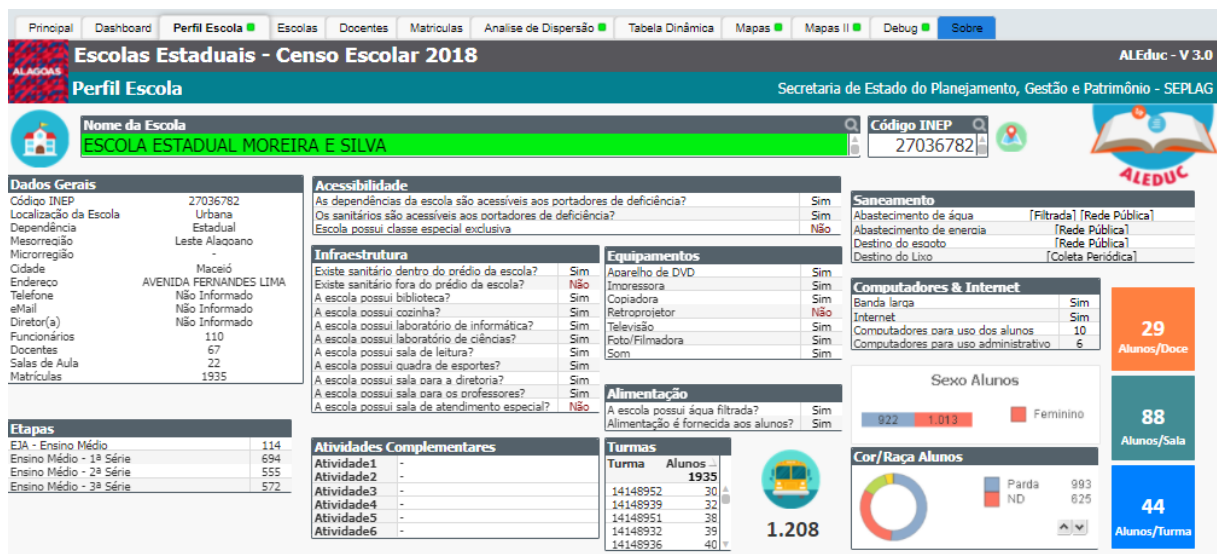 Principal Dashboard Perfil Escola Escolas Docentes Matriculas Analise de Dispersão Tabela Dinâmica Mapas Mapas II Debug Sobre
ALAGOAS
Escolas Estaduais - Censo Escolar 2018
ALEduc - V 3.0
Perfil Escola
Secretaria de Estado do Planejamento, Gestão e Patrimônio - SEPLAG
Nome da Escola
ESCOLA ESTADUAL MOREIRA E SILVA
Código INEP
27036782
ALEDUC
Dados Gerais
Código INEP 27036782
Localização da Escola Urbana
Dependência Estadual
Mesorregião Leste Alagoano
Microrregião -
Cidade Maceió
Endereço AVENIDA FERNANDES LIMA
Telefone Não Informado
eMail Não Informado
Diretor(a) Não Informado
Funcionários 110
Docentes 67
Salas de Aula 22
Matrículas 1935
Etapas
EJA - Ensino Médio 114
Ensino Médio - 1ª Série 694
Ensino Médio - 2ª Série 555
Ensino Médio - 3ª Série 572
Acessibilidade
As dependências da escola são acessíveis aos portadores de deficiência? Sim
Os sanitários são acessíveis aos portadores de deficiência? Sim
Escola possui classe especial exclusiva Não
Infraestrutura
Existe sanitário dentro do prédio da escola? Sim
Existe sanitário fora do prédio da escola? Não
A escola possui biblioteca? Sim
A escola possui cozinha? Sim
A escola possui laboratório de informática? Sim
A escola possui laboratório de ciências? Sim
A escola possui sala de leitura? Sim
A escola possui quadra de esportes? Sim
A escola possui sala para a diretoria? Sim
A escola possui sala para os professores? Sim
A escola possui sala de atendimento especial? Não
Atividades Complementares
Atividade1 -
Atividade2 -
Atividade3 -
Atividade4 -
Atividade5 -
Atividade6 -
Equipamentos
Aparelho de DVD Sim
Impressora Sim
Copiadora Sim
Retroprojetor Não
Televisão Sim
Foto/Filmadora Sim
Som Sim
Alimentação
A escola possui água filtrada? Sim
Alimentação é fornecida aos alunos? Sim
Turmas
Turma Alunos
1935
14148952 30
14148939 32
14148951 38
14148932 39
14148936 40
1.208
Saneamento
Abastecimento de água [Filtrada] [Rede Pública]
Abastecimento de energia [Rede Pública]
Destino do esgoto [Rede Pública]
Destino do Lixo [Coleta Periódica]
Computadores & Internet
Banda larga Sim
Internet Sim
Computadores para uso dos alunos 10
Computadores para uso administrativo 6
Sexo Alunos
922 1.013 Feminino
Cor/Raça Alunos
Parda 993
ND 625
29
Alunos/Doce
88
Alunos/Sala
44
Alunos/Turma